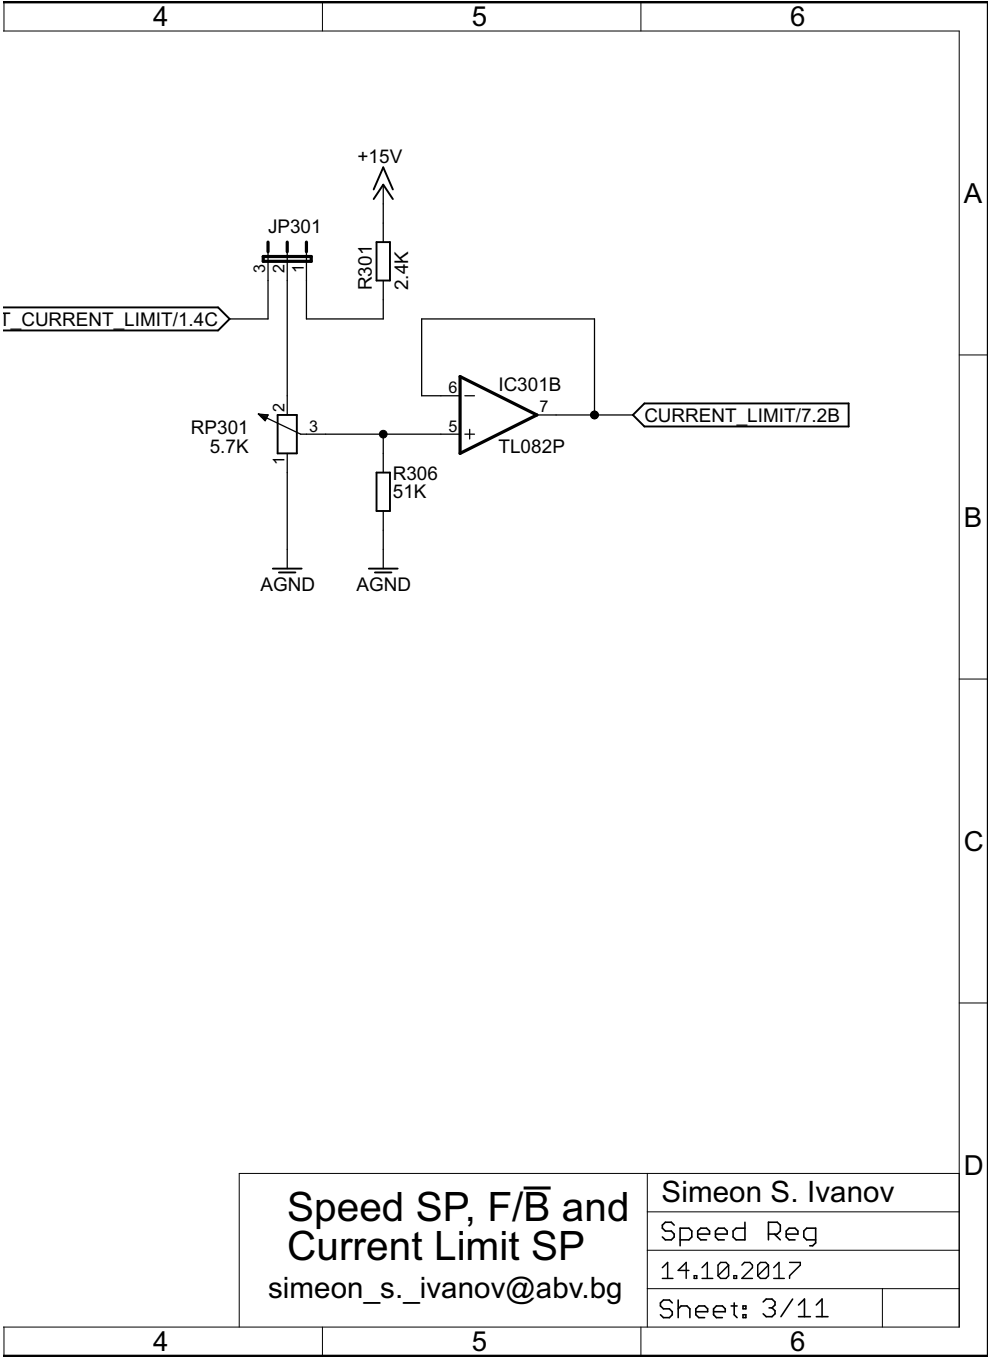 4 5 6
A
+15V
JP301
R301
2.4K
3 2 1
T_CURRENT_LIMIT/1.4C
6
IC301B
7
CURRENT_LIMIT/7.2B
2
RP301
5.7K
3
5
TL082P
1
R306
51K
B
AGND AGND
C
D
Speed SP, F/B̅ and
Current Limit SP
simeon_s._ivanov@abv.bg
Simeon S. Ivanov
Speed Reg
14.10.2017
Sheet: 3/11
4 5 6